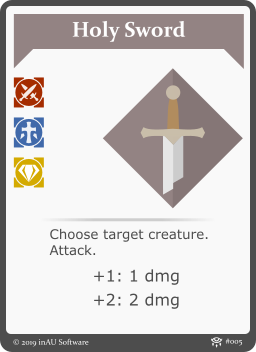 Holy Sword
Choose target creature.
Attack.
+1: 1 dmg
+2: 2 dmg
© 2019 inAU Software
#005